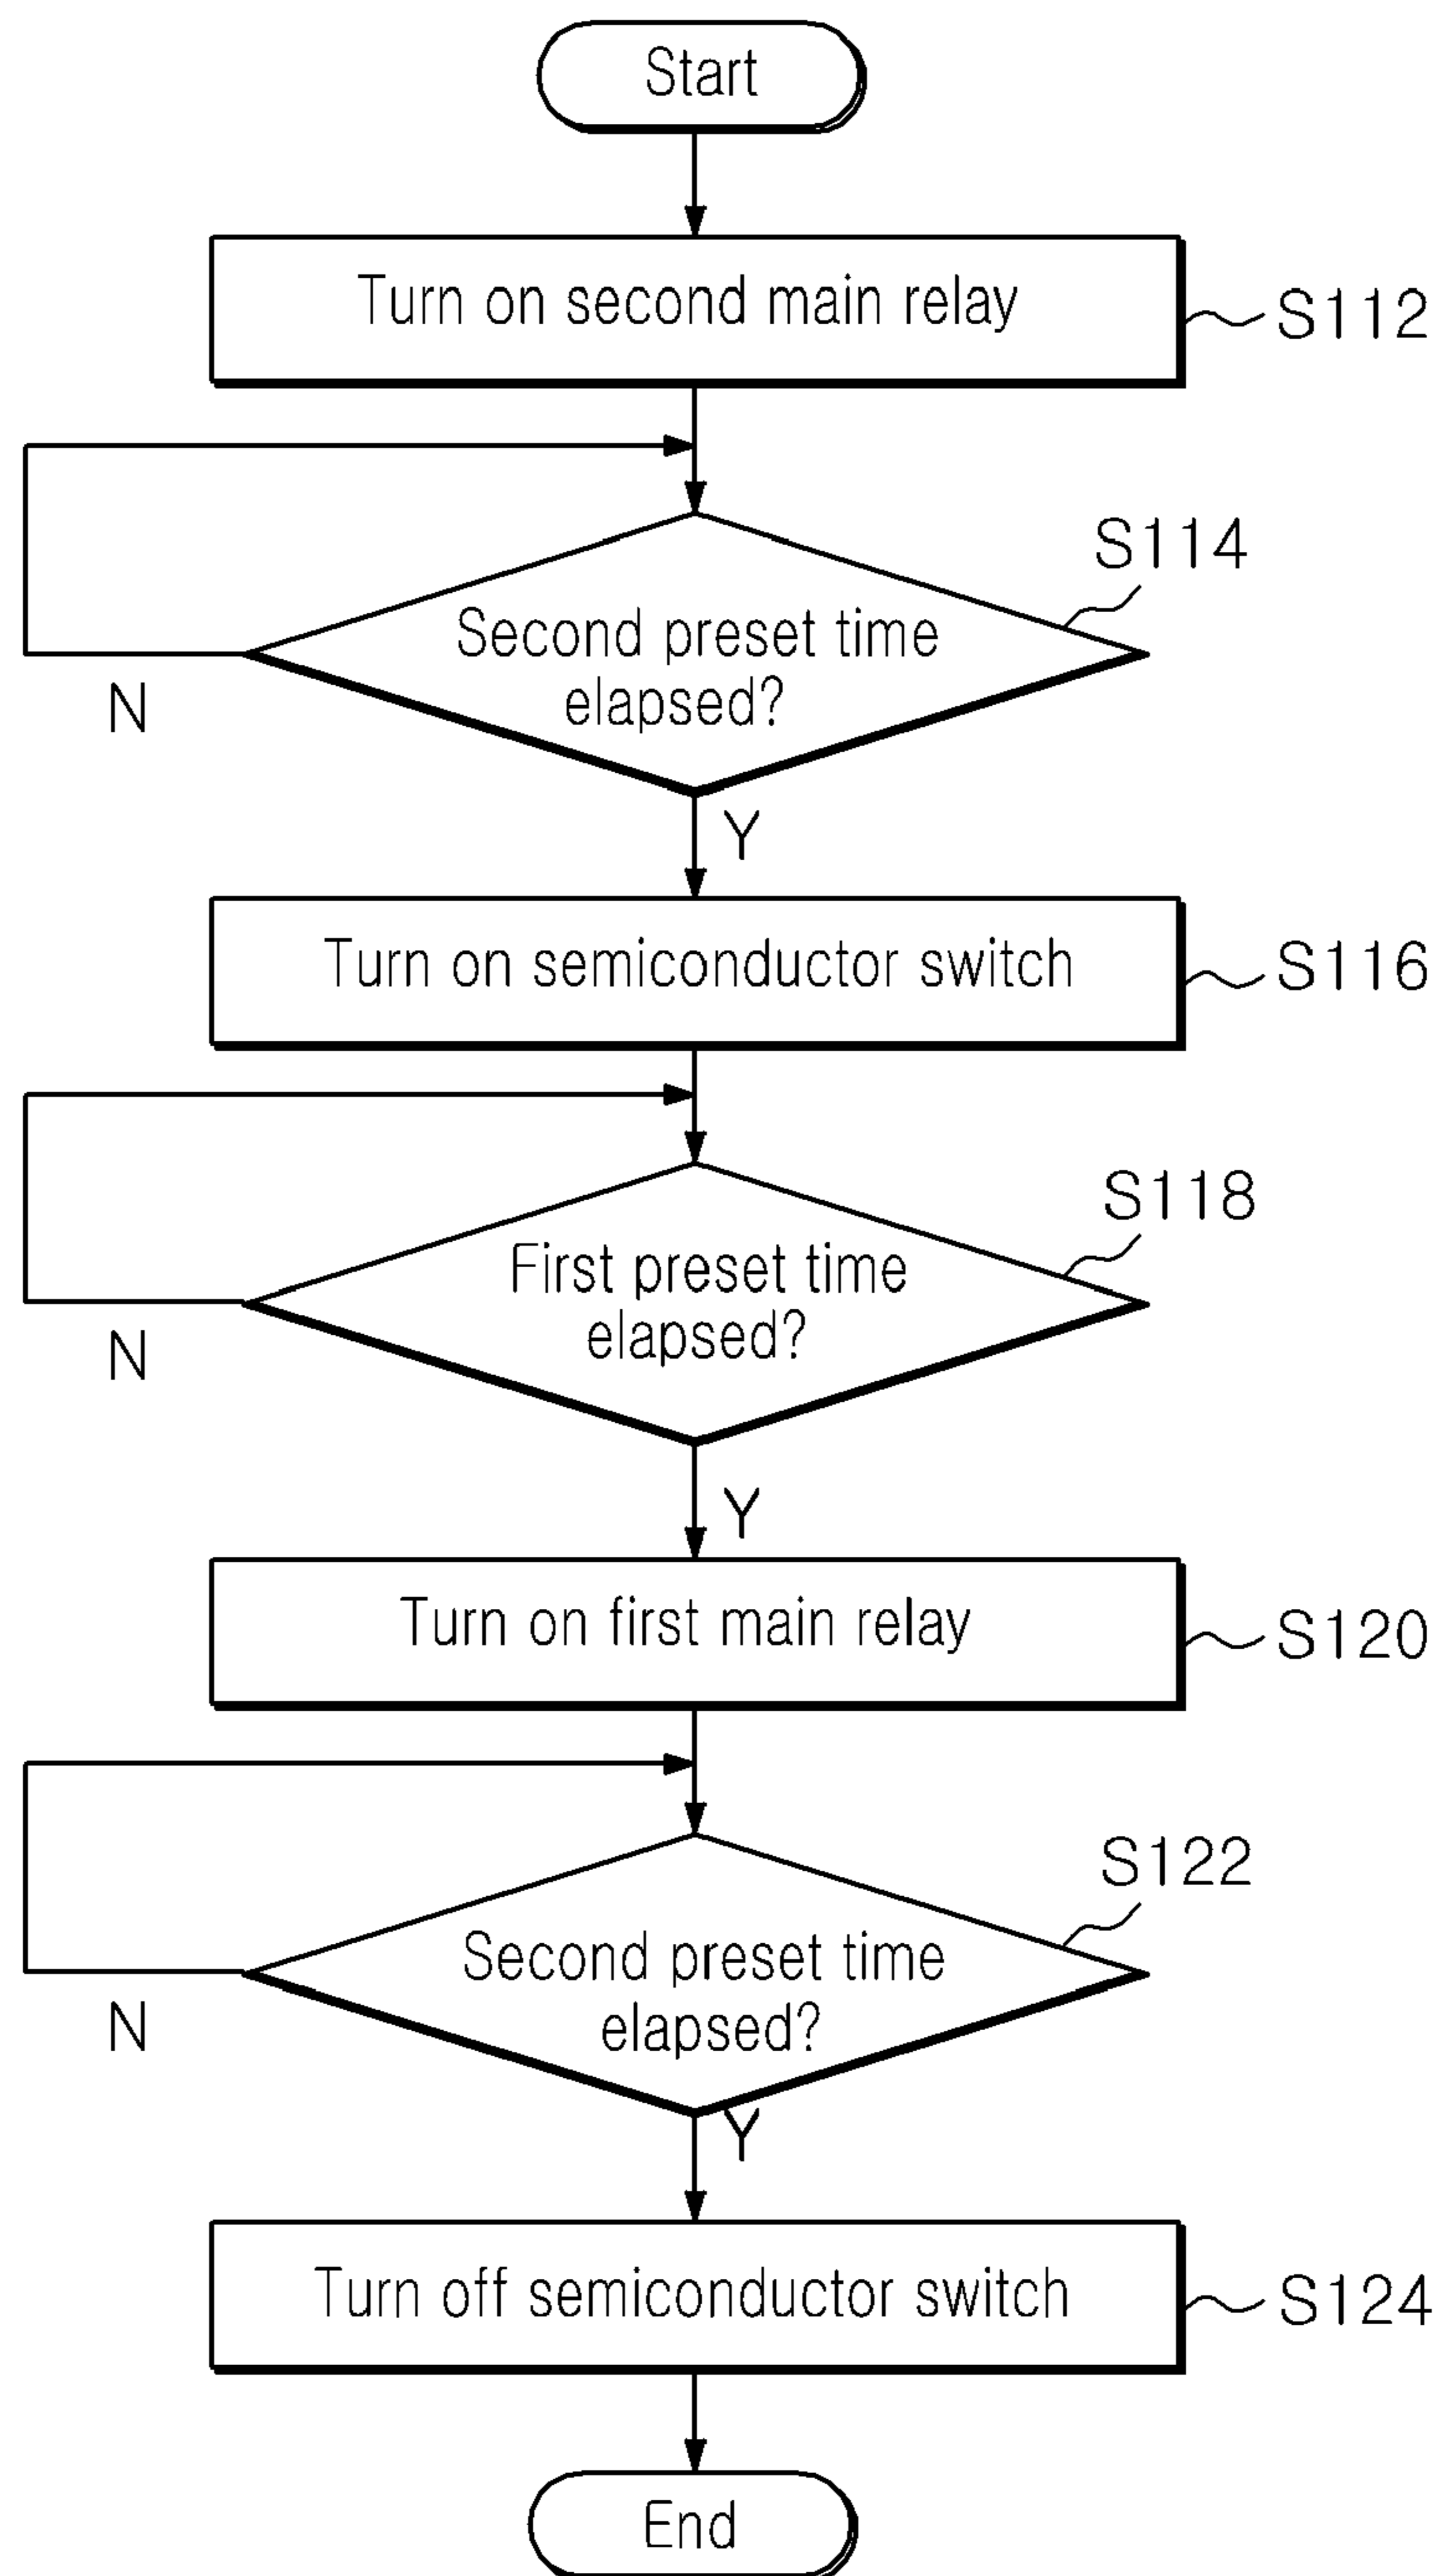 Start
Turn on second main relay
S112
S114
Second preset time
elapsed?
N
Y
Turn on semiconductor switch
S116
S118
First preset time
elapsed?
N
Y
Turn on first main relay
S120
S122
Second preset time
elapsed?
N
Y
Turn off semiconductor switch
S124
End